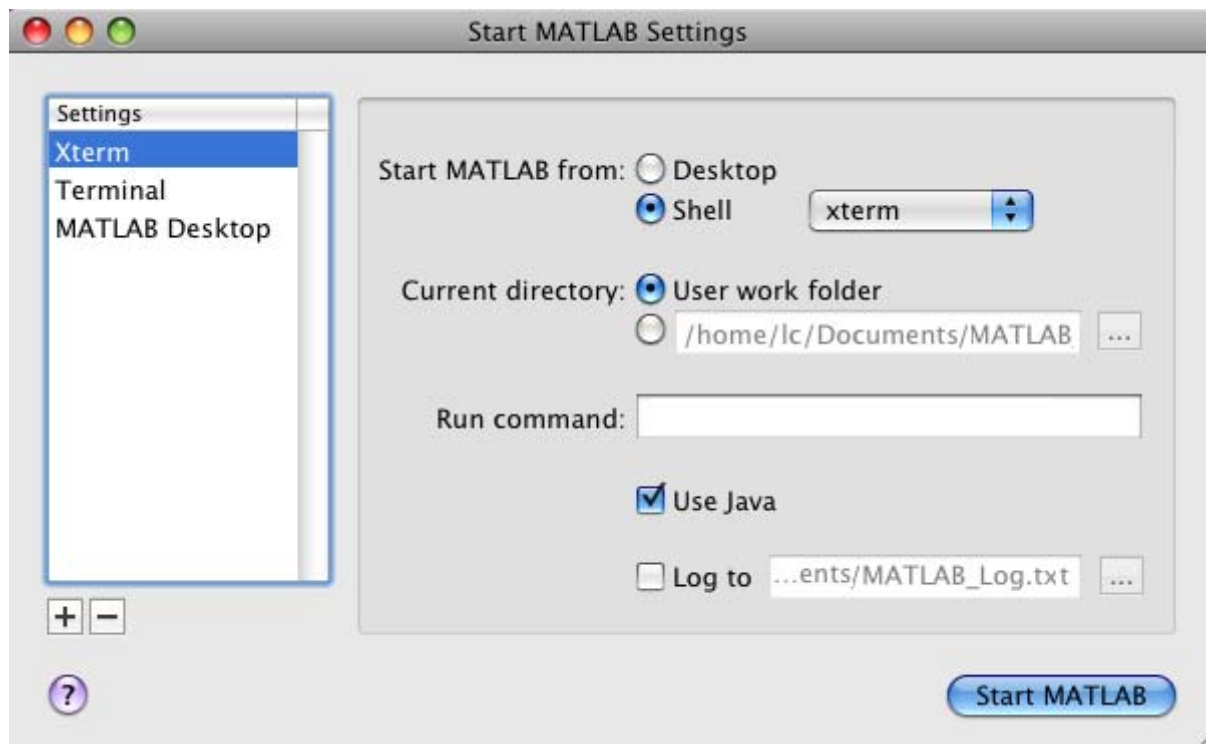 Start MATLAB Settings
Settings
Xterm
Terminal
MATLAB Desktop
Start MATLAB from: Desktop
Shell xterm
Current directory: User work folder
/home/lc/Documents/MATLAB ...
Run command:
Use Java
Log to ...ents/MATLAB_Log.txt ...
+ −
? Start MATLAB